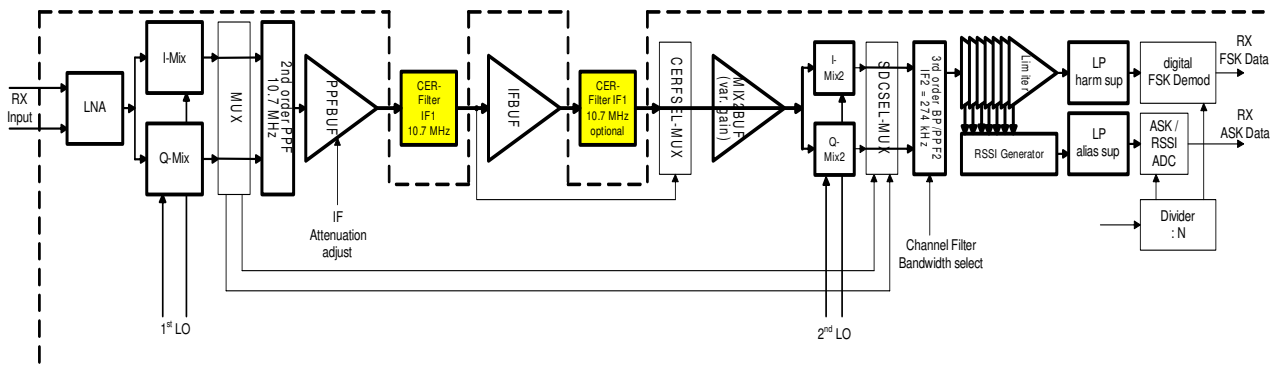 RX
Input
LNA
I-Mix
Q-Mix
MUX
2nd order PPF
10.7 MHz
PPFBUF
IF
Attenuation
adjust
1st LO
CER-
Filter
IF1
10.7 MHz
IFBUF
CER-
Filter IF1
10.7 MHz
optional
CERFSEL-MUX
MIX2BUF
(var. gain)
I-
Mix2
Q-
Mix2
2nd LO
SDCSEL-MUX
3rd order BP/PPF2
IF2 = 274 kHz
Channel Filter
Bandwidth select
Limiter
RSSI Generator
LP
harm sup
LP
alias sup
digital
FSK Demod
ASK /
RSSI
ADC
Divider
: N
RX
FSK Data
RX
ASK Data